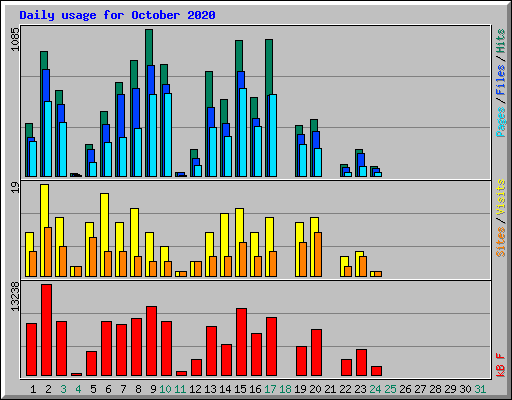 Daily usage for October 2020
1085
Pages / Files / Hits
19
Sites / Visits
13238
kB F
1 2 3 4 5 6 7 8 9 10 11 12 13 14 15 16 17 18 19 20 21 22 23 24 25 26 27 28 29 30 31